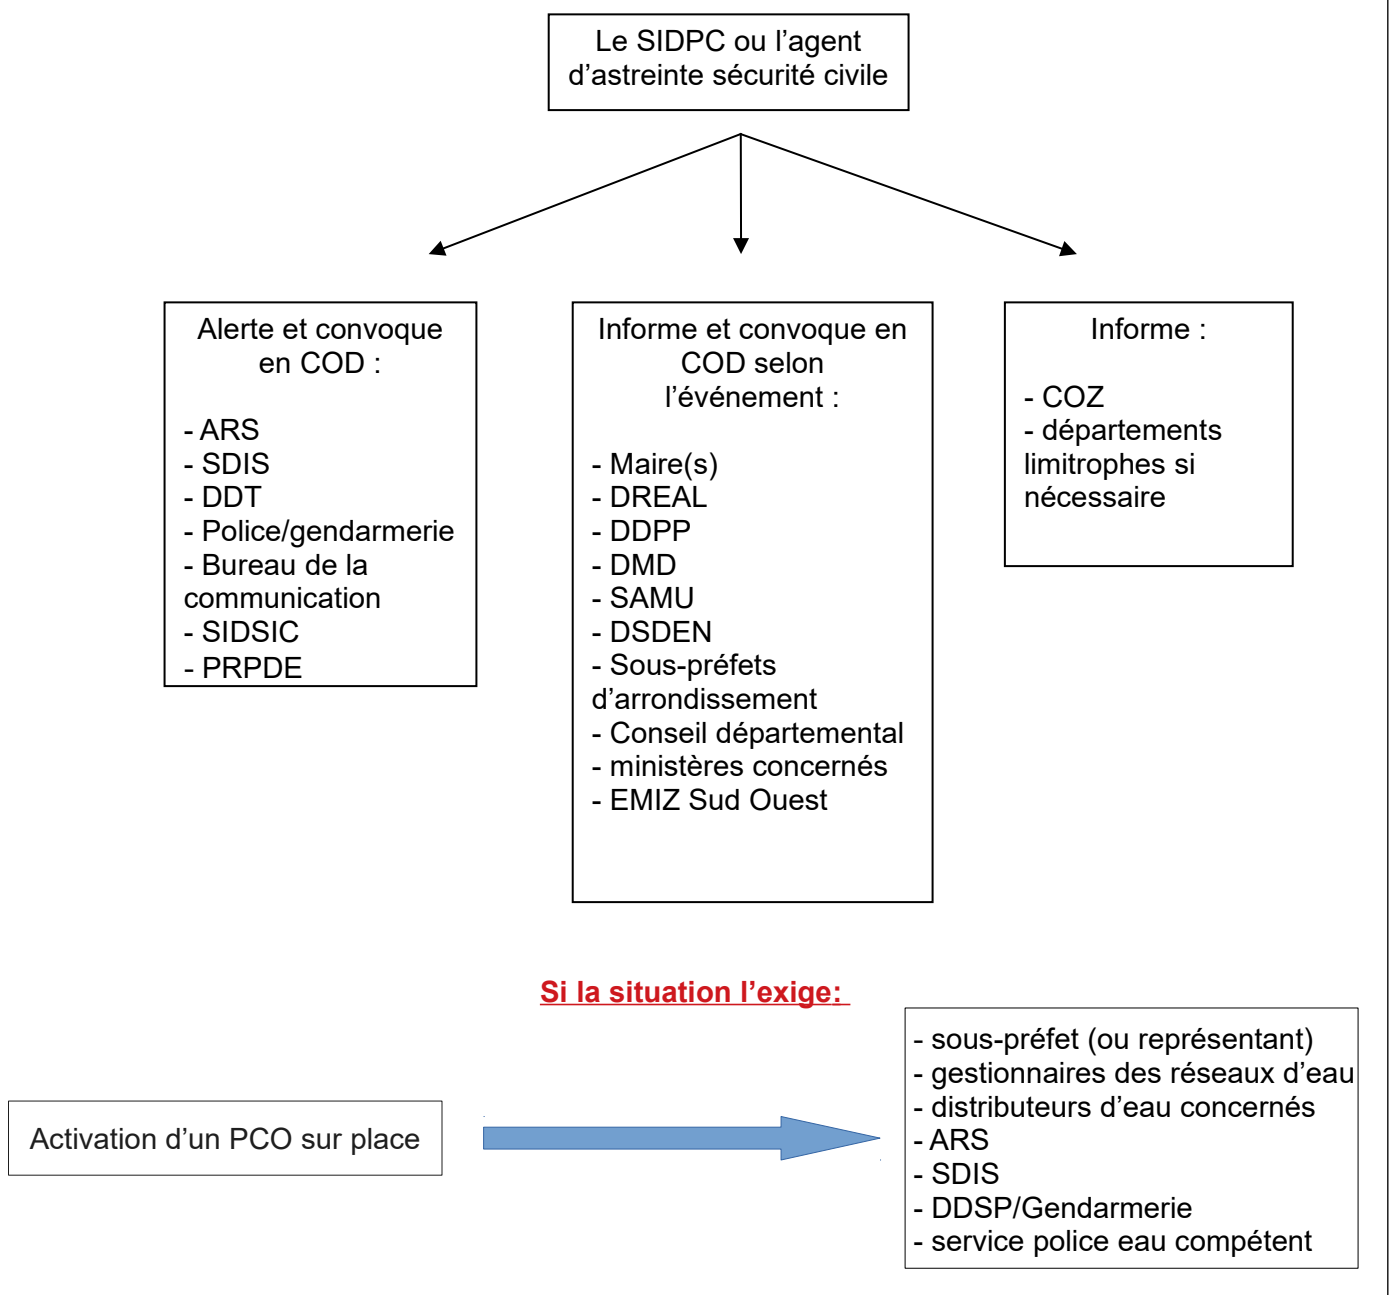 Le SIDPC ou l'agent
d'astreinte sécurité civile
Alerte et convoque
en COD :
- ARS
- SDIS
- DDT
- Police/gendarmerie
- Bureau de la
communication
- SIDSIC
- PRPDE
Informe et convoque en
COD selon
l'événement :
- Maire(s)
- DREAL
- DDPP
- DMD
- SAMU
- DSDEN
- Sous-préfets
d'arrondissement
- Conseil départemental
- ministères concernés
- EMIZ Sud Ouest
Informe :
- COZ
- départements
limitrophes si
nécessaire
Si la situation l'exige:
Activation d'un PCO sur place
- sous-préfet (ou représentant)
- gestionnaires des réseaux d'eau
- distributeurs d'eau concernés
- ARS
- SDIS
- DDSP/Gendarmerie
- service police eau compétent